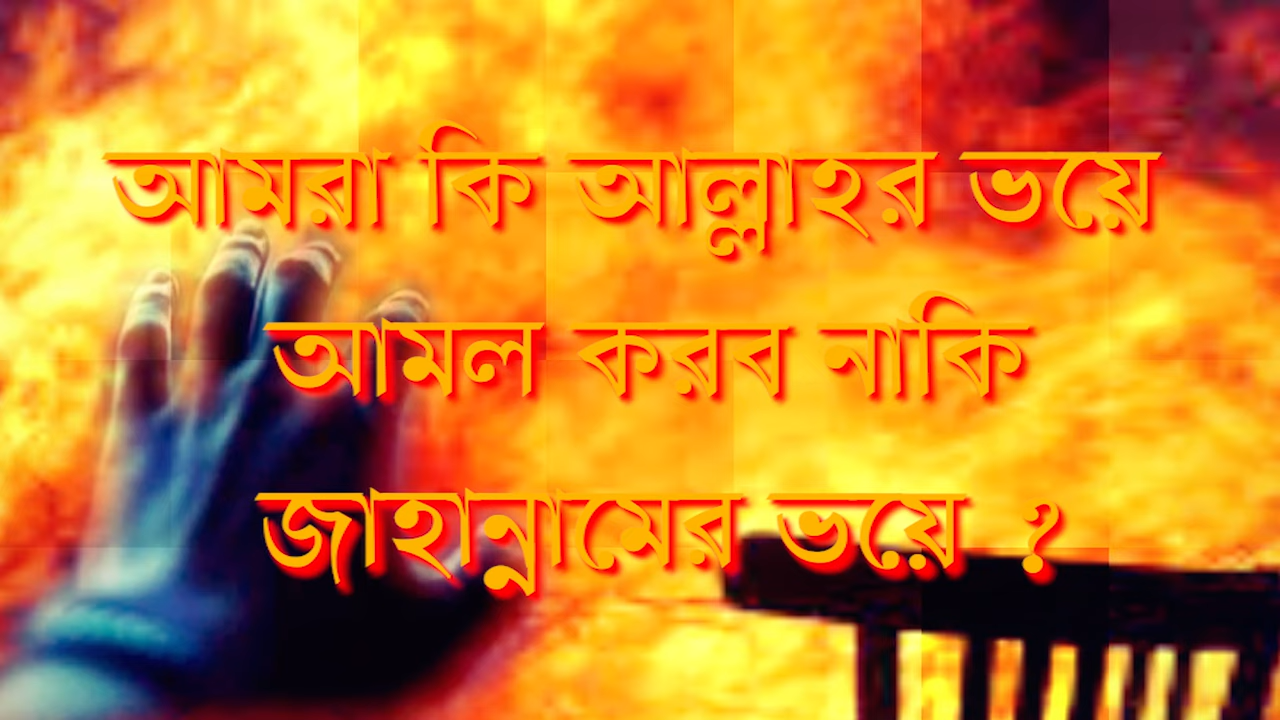 আমরা কি আল্লাহর ভয়ে
আমল করব নাকি
জাহান্নামের ভয়ে ?